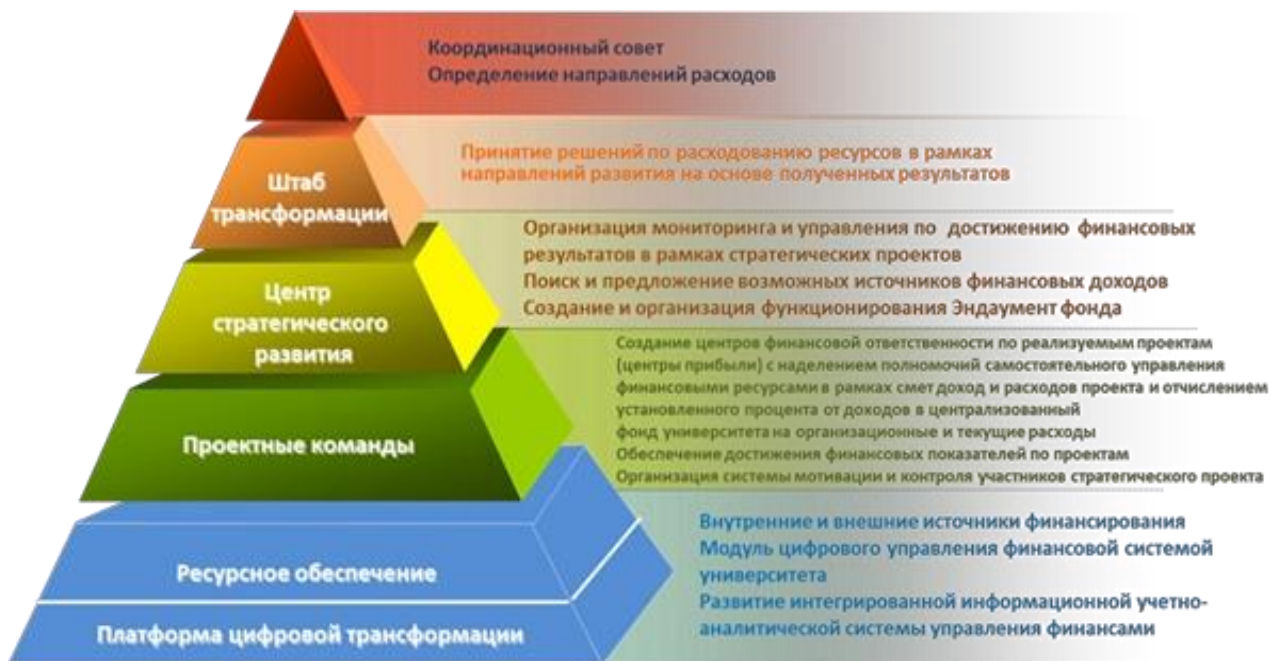 Координационный совет
Определение направлений расходов
Штаб
трансформации
Принятие решений по расходованию ресурсов в рамках
направлений развития на основе полученных результатов
Центр
стратегического
развития
Организация мониторинга и управления по достижению финансовых
результатов в рамках стратегических проектов
Поиск и предложение возможных источников финансовых доходов
Создание и организация функционирования Эндаумент фонда
Проектные команды
Создание центров финансовой ответственности по реализуемым проектам
(центры прибыли) с наделением полномочий самостоятельного управления
финансовыми ресурсами в рамках смет доход и расходов проекта и отчислением
установленного процента от доходов в централизованный
фонд университета на организационные и текущие расходы
Обеспечение достижения финансовых показателей по проектам
Организация системы мотивации и контроля участников стратегического проекта
Ресурсное обеспечение
Платформа цифровой трансформации
Внутренние и внешние источники финансирования
Модуль цифрового управления финансовой системой
университета
Развитие интегрированной информационной учетно-
аналитической системы управления финансами